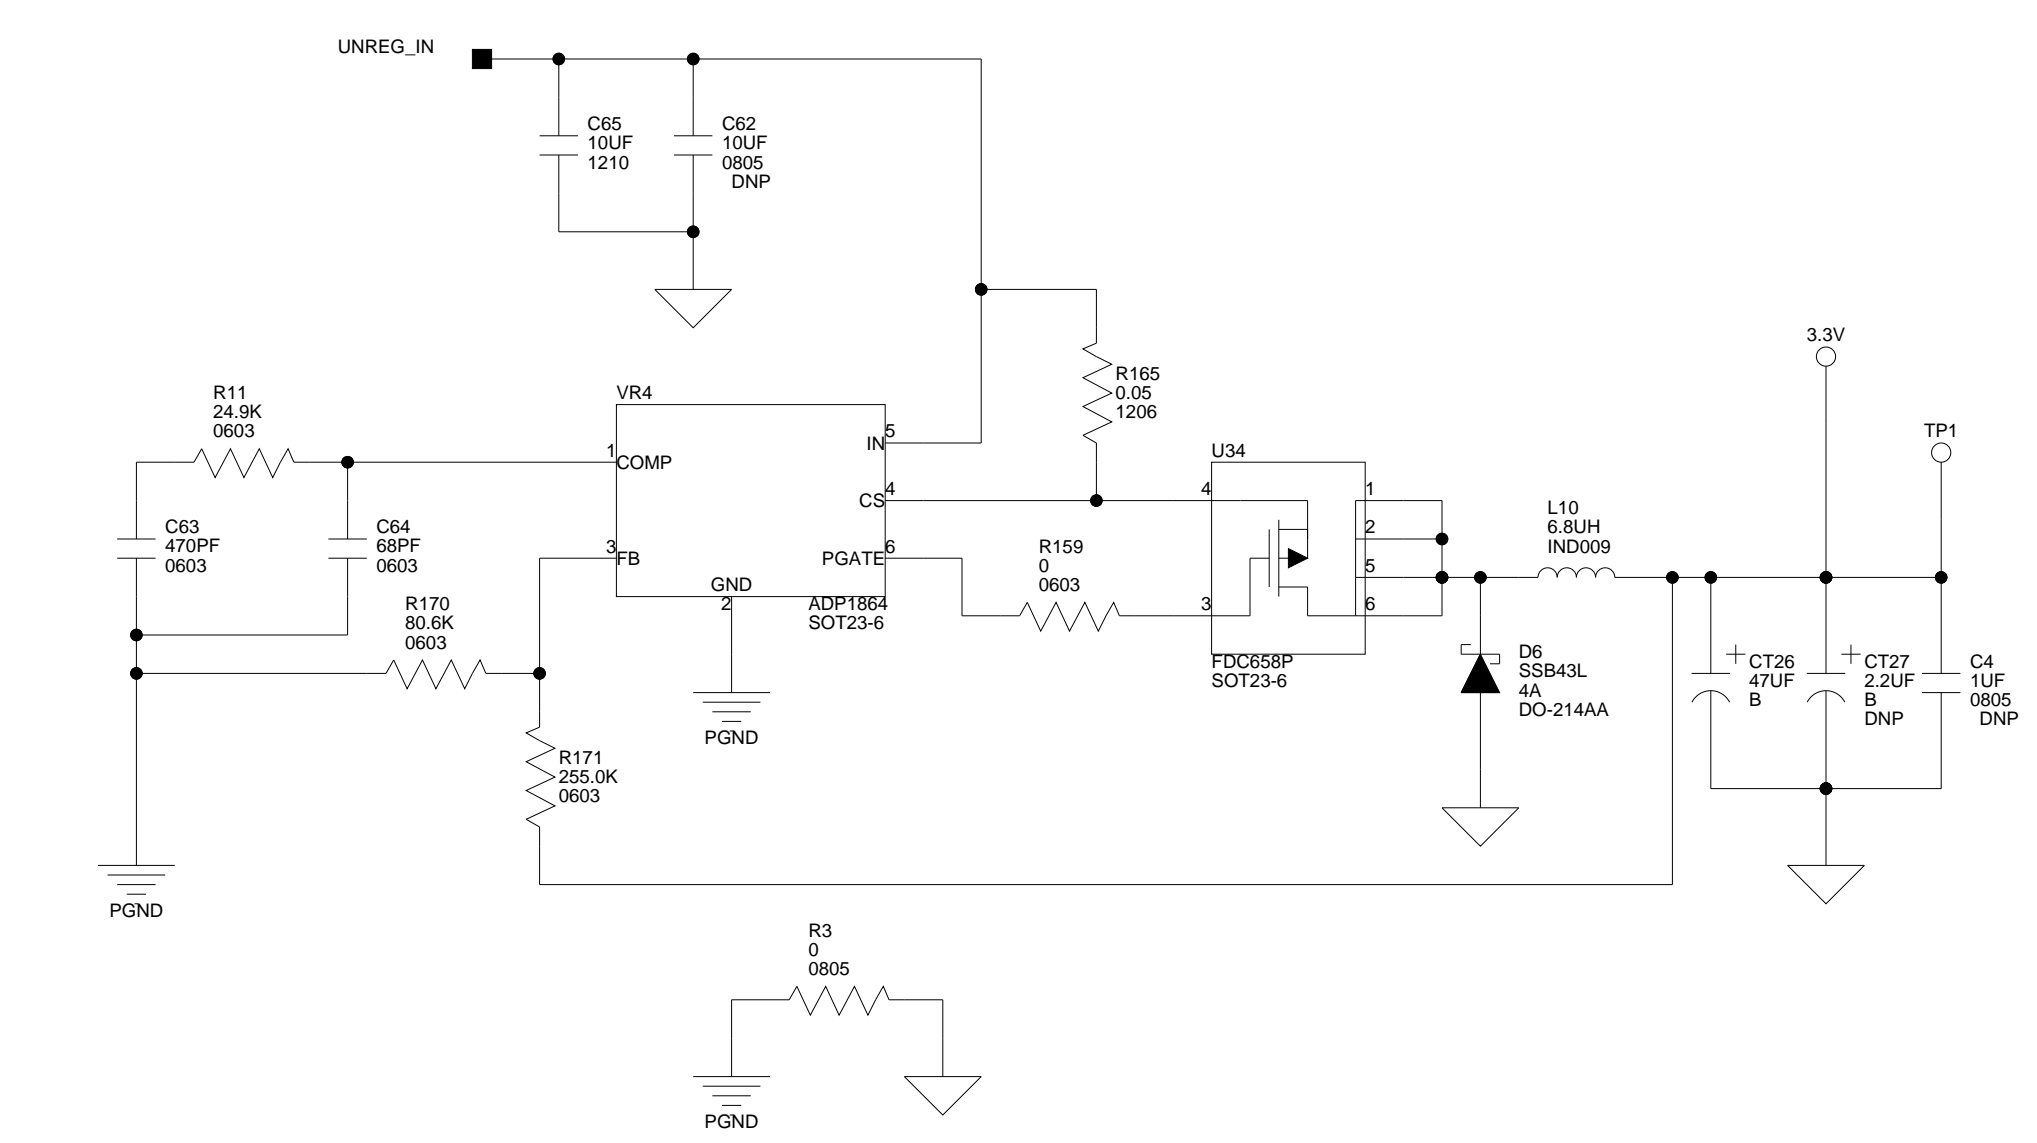 UNREG_IN
C65
10UF
1210
C62
10UF
0805
DNP
R11
24.9K
0603
C63
470PF
0603
C64
68PF
0603
R170
80.6K
0603
R171
255.0K
0603
PGND
VR4
1
COMP
3
FB
GND
2
IN
5
CS
4
PGATE
6
ADP1864
SOT23-6
PGND
R165
0.05
1206
R159
0
0603
U34
4
3
1
2
5
6
FDC658P
SOT23-6
L10
6.8UH
IND009
D6
SSB43L
4A
DO-214AA
3.3V
TP1
CT26
47UF
B
CT27
2.2UF
B
DNP
C4
1UF
0805
DNP
R3
0
0805
PGND